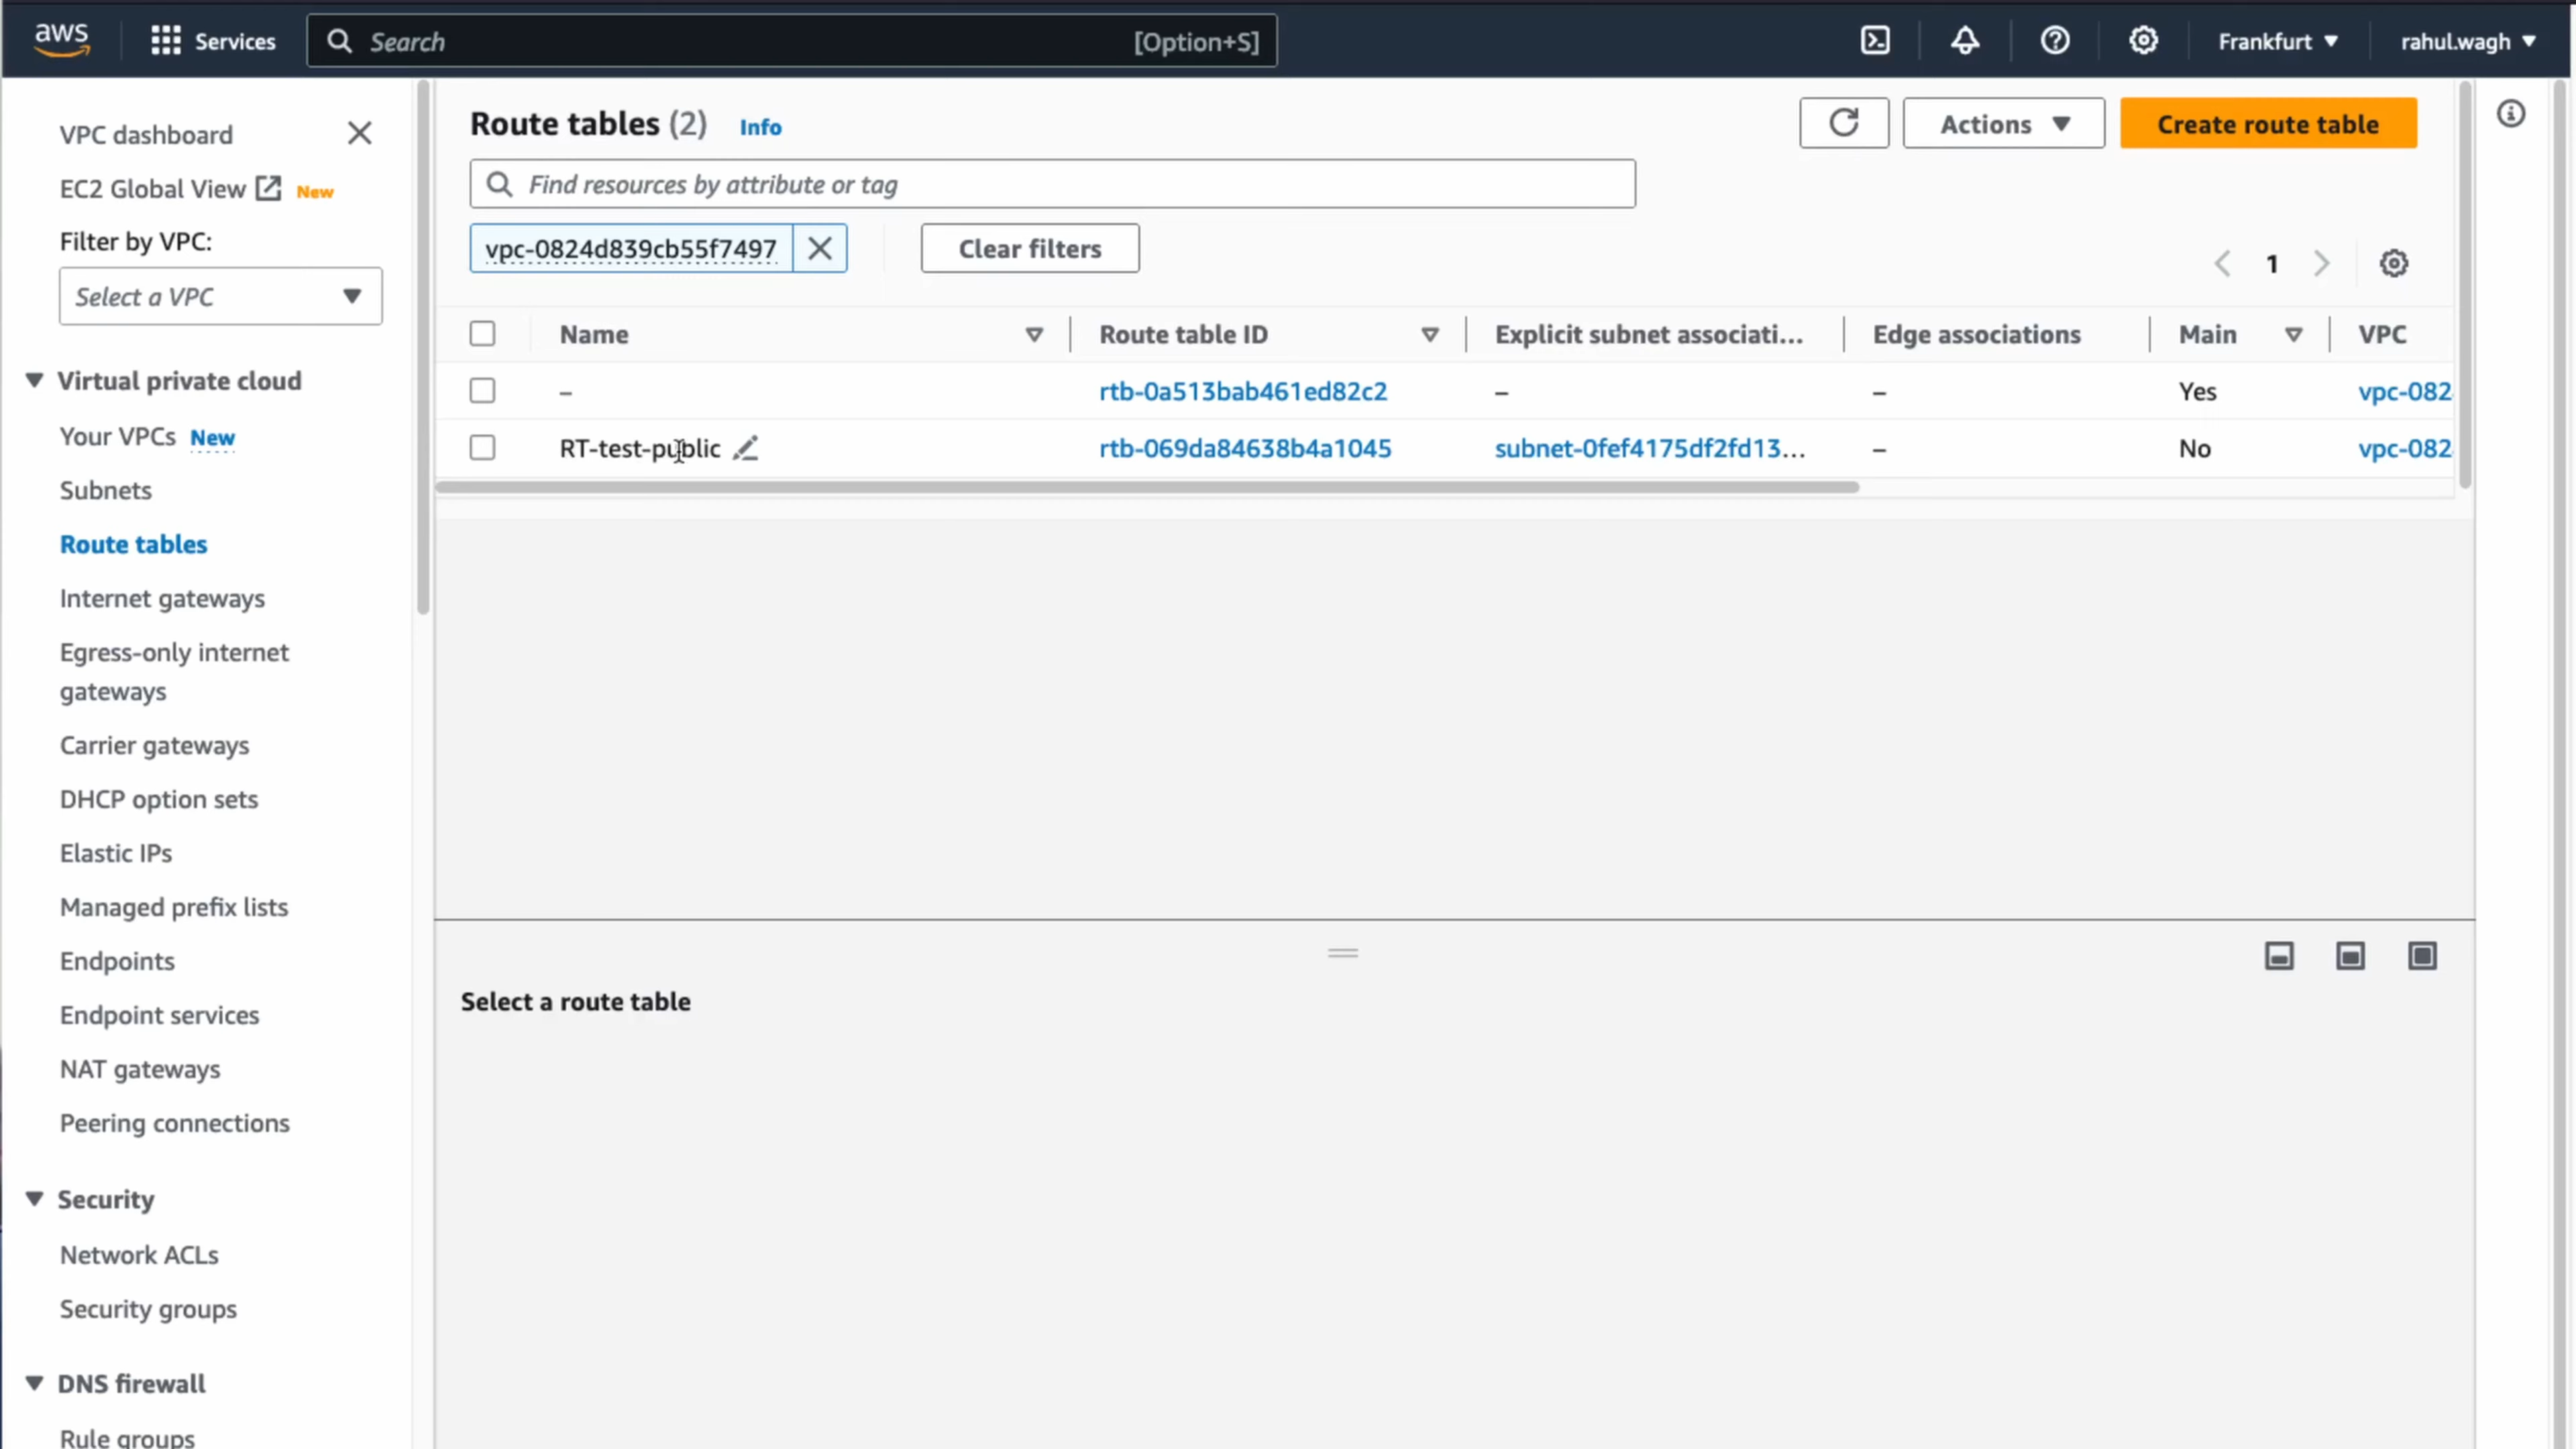 aws Services Search [Option+S] Frankfurt rahul.wagh
VPC dashboard
EC2 Global View New
Filter by VPC:
Select a VPC
Virtual private cloud
Your VPCs New
Subnets
Route tables
Internet gateways
Egress-only internet
gateways
Carrier gateways
DHCP option sets
Elastic IPs
Managed prefix lists
Endpoints
Endpoint services
NAT gateways
Peering connections
Security
Network ACLs
Security groups
DNS firewall
Rule groups
Route tables (2) Info Actions Create route table
Find resources by attribute or tag
vpc-0824d839cb55f7497 Clear filters 1
Name Route table ID Explicit subnet associati... Edge associations Main VPC
– rtb-0a513bab461ed82c2 – – Yes vpc-082
RT-test-public rtb-069da84638b4a1045 subnet-0fef4175df2fd13... – No vpc-082
Select a route table